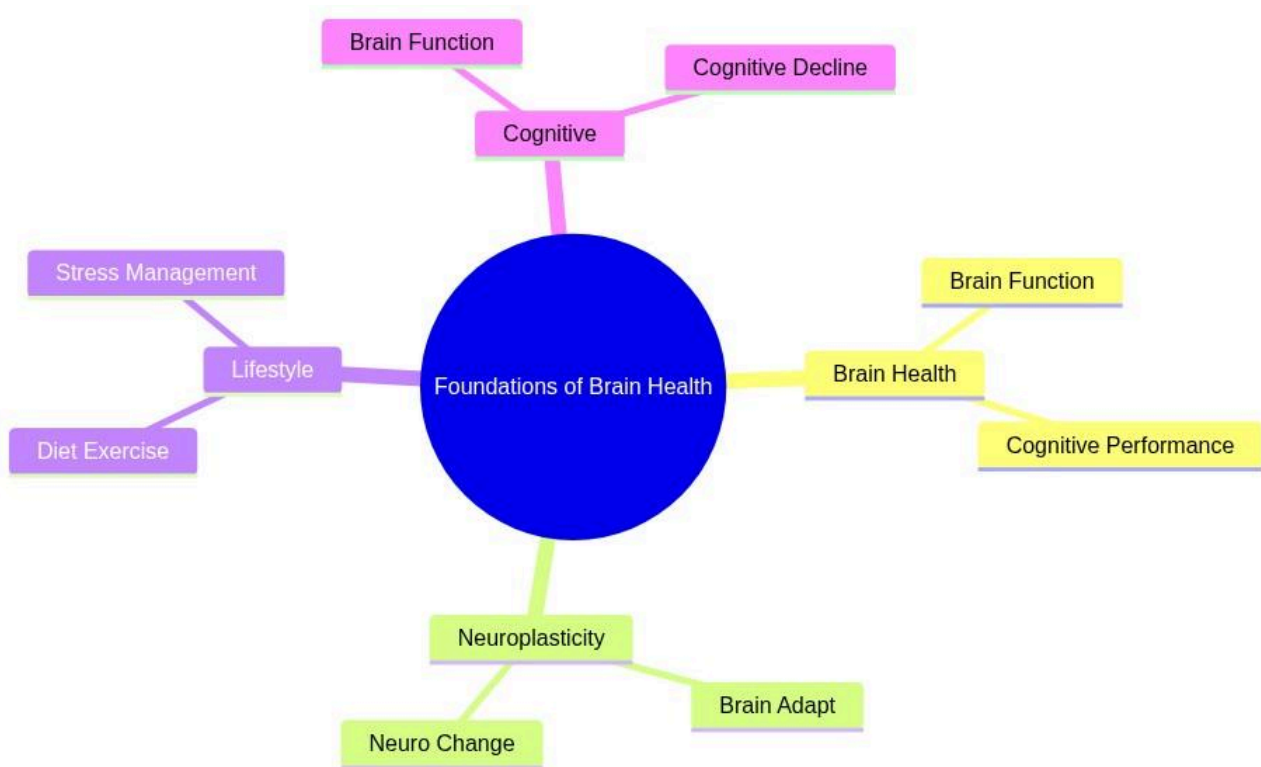 Brain Function
Cognitive Decline
Cognitive
Stress Management
Brain Function
Lifestyle
Foundations of Brain Health
Brain Health
Diet Exercise
Cognitive Performance
Neuroplasticity
Brain Adapt
Neuro Change